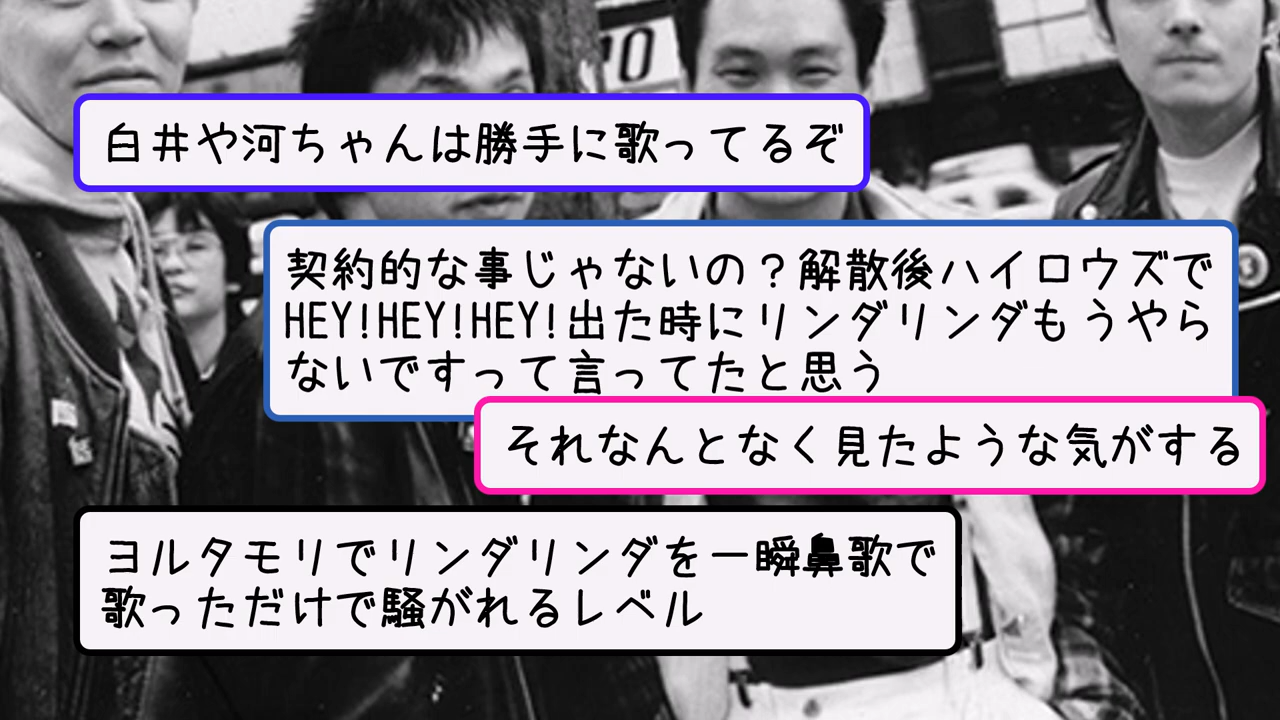 10
白井や河ちゃんは勝手に歌ってるぞ
契約的な事じゃないの？解散後ハイロウズで
HEY!HEY!HEY!出た時にリンダリンダもうやら
ないですって言ってたと思う
それなんとなく見たような気がする
ヨルタモリでリンダリンダを一瞬鼻歌で
歌っただけで騒がれるレベル